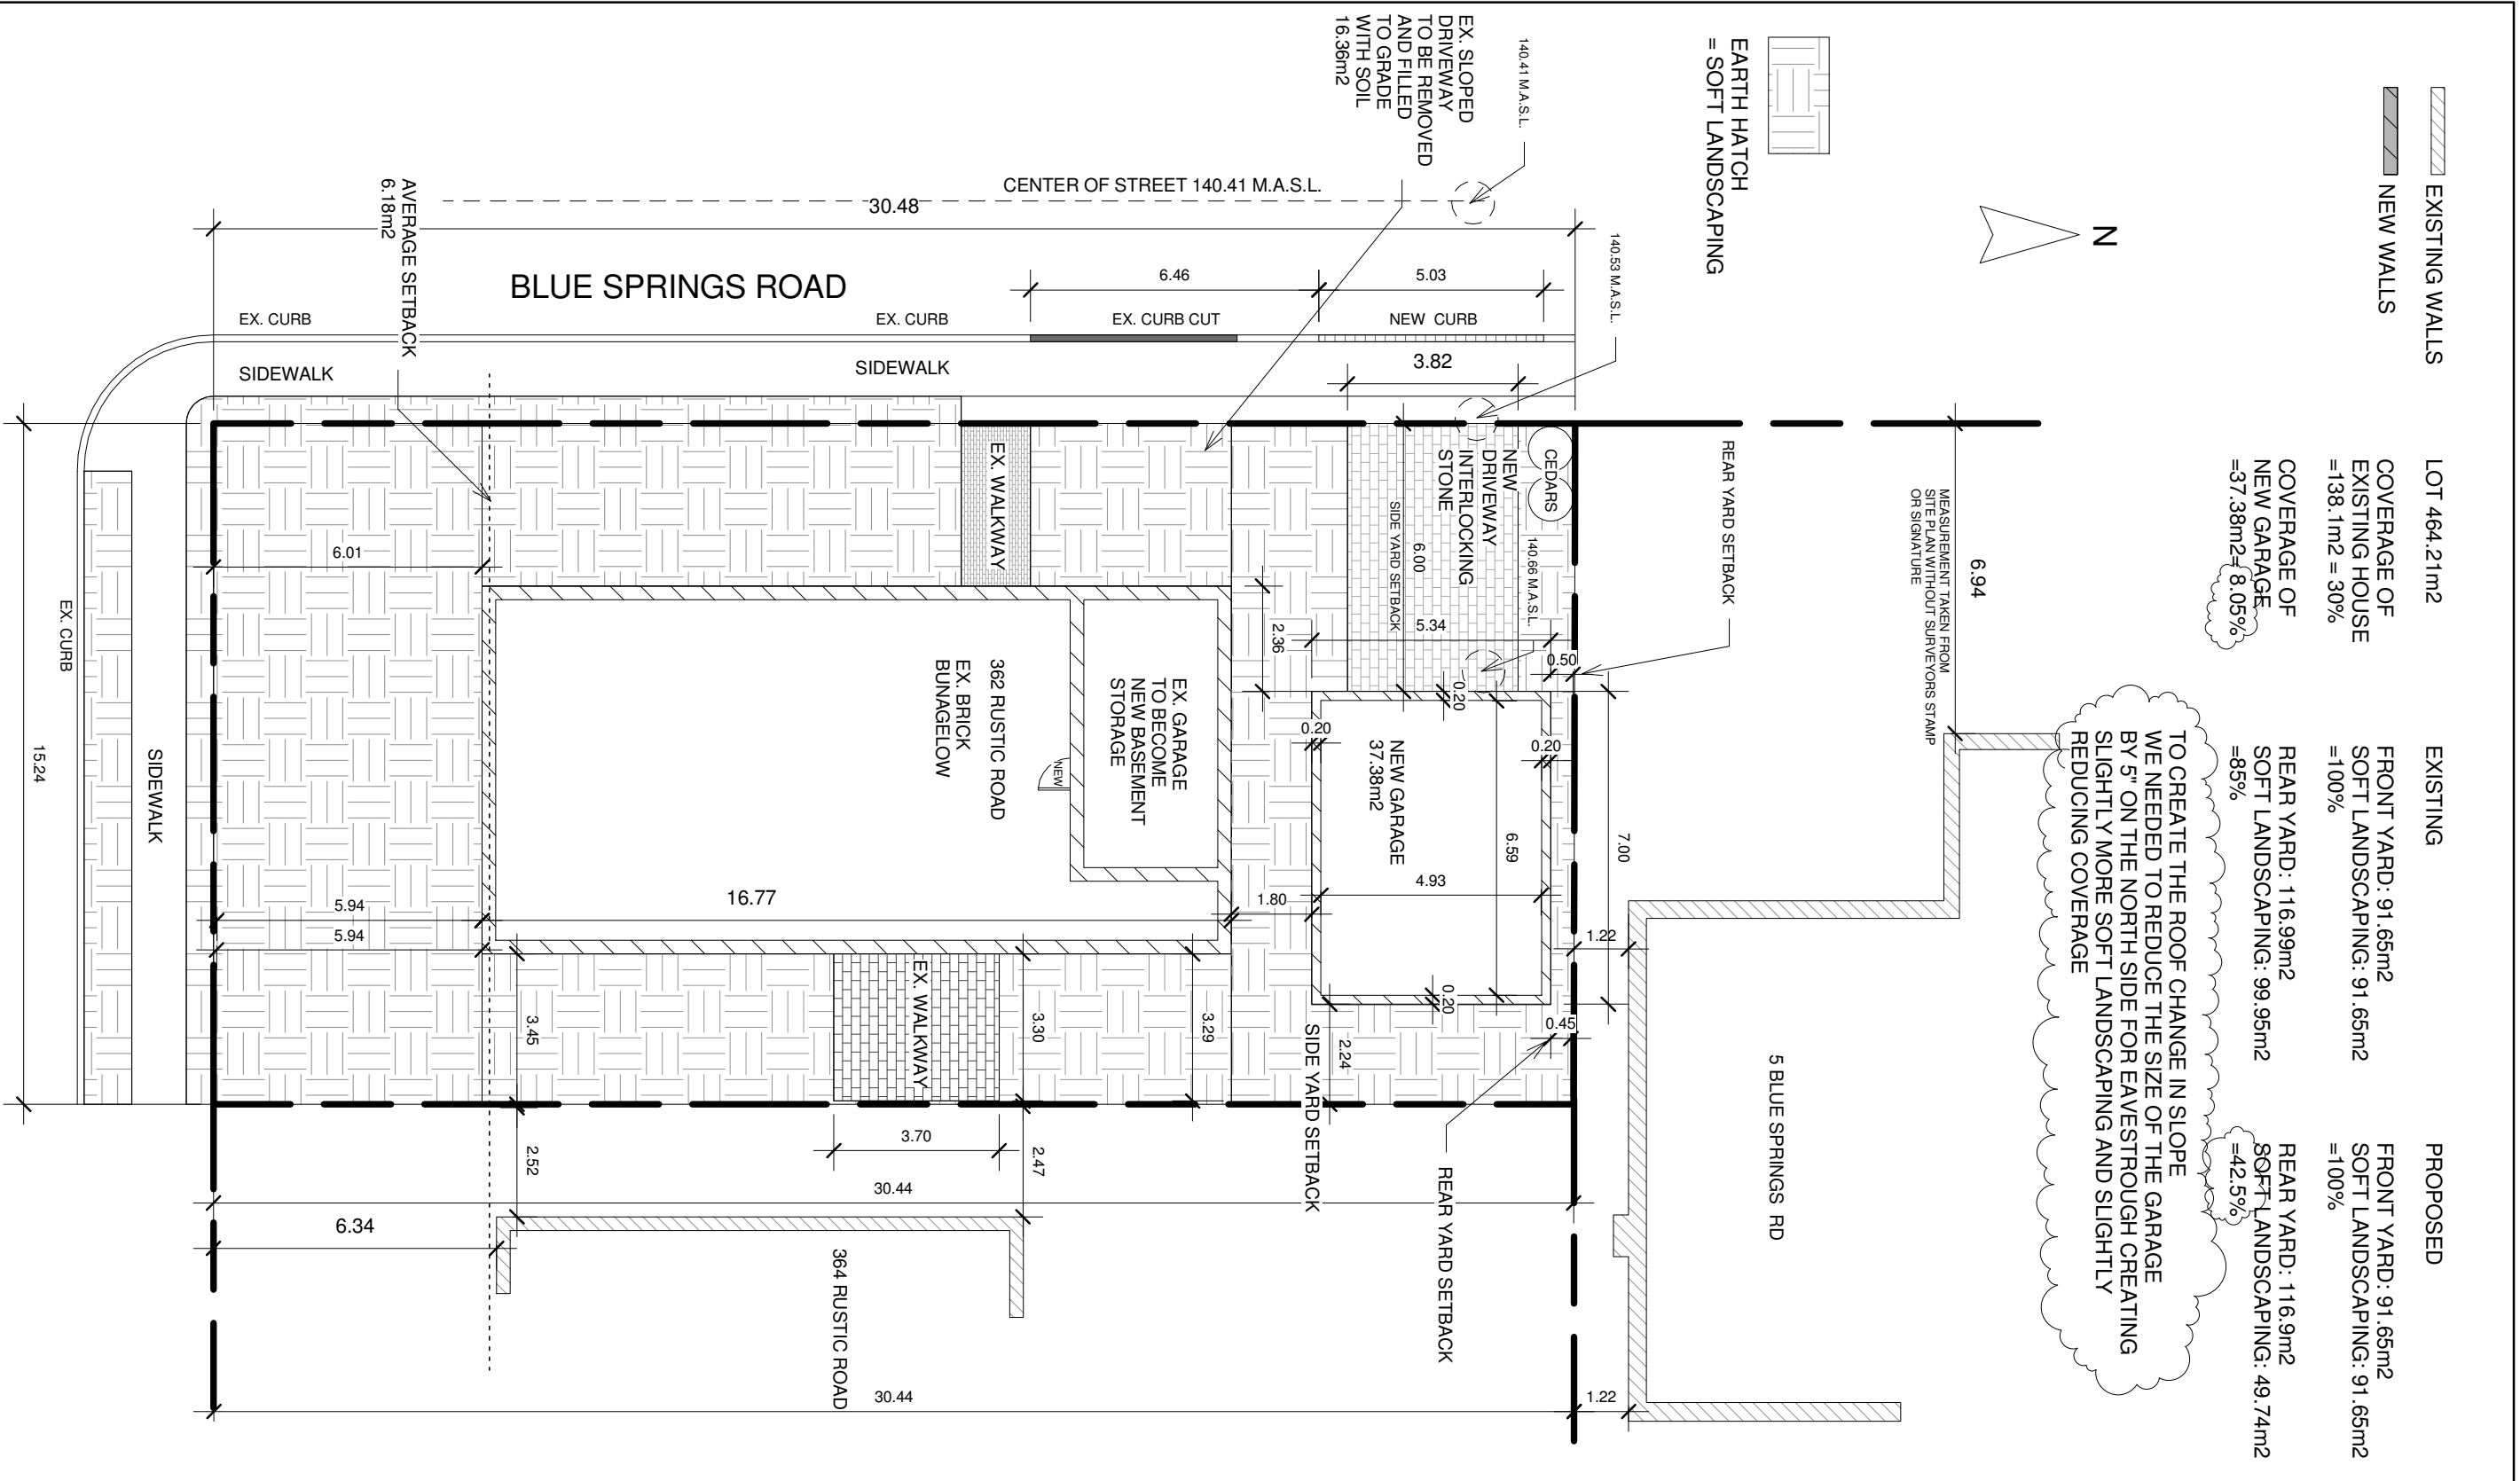 EXISTING WALLS
NEW WALLS
EARTH HATCH
= SOFT LANDSCAPING
N
LOT 464.21m2
COVERAGE OF
EXISTING HOUSE
=138.1m2 = 30%
COVERAGE OF
NEW GARAGE
=37.38m2= 8.05%
EXISTING
FRONT YARD: 91.65m2
SOFT LANDSCAPING: 91.65m2
=100%
REAR YARD: 116.99m2
SOFT LANDSCAPING: 99.95m2
=85%
PROPOSED
FRONT YARD: 91.65m2
SOFT LANDSCAPING: 91.65m2
=100%
REAR YARD: 116.9m2
SOFT LANDSCAPING: 49.74m2
=42.5%
TO CREATE THE ROOF CHANGE IN SLOPE
WE NEEDED TO REDUCE THE SIZE OF THE GARAGE
BY 5" ON THE NORTH SIDE FOR EAVESTROUGH CREATING
SLIGHTLY MORE SOFT LANDSCAPING AND SLIGHTLY
REDUCING COVERAGE
6.94
MEASUREMENT TAKEN FROM
SITE PLAN WITHOUT SURVEYORS STAMP
OR SIGNATURE
5 BLUE SPRINGS RD
140.41 M.A.S.L.
EX. SLOPED
DRIVEWAY
TO BE REMOVED
AND FILLED
TO GRADE
WITH SOIL
16.36m2
CENTER OF STREET 140.41 M.A.S.L.
30.48
140.53 M.A.S.L.
BLUE SPRINGS ROAD
6.46
5.03
AVERAGE SETBACK
6.18m2
EX. CURB
EX. CURB
EX. CURB CUT
NEW CURB
SIDEWALK
SIDEWALK
3.82
REAR YARD SETBACK
CEDARS
NEW
DRIVEWAY
INTERLOCKING
STONE
6.00
SIDE YARD SETBACK
140.66 M.A.S.L.
EX. WALKWAY
6.01
2.36
5.34
0.50
0.20
0.20
0.20
7.00
NEW GARAGE
37.38m2
6.59
4.93
0.20
EX. GARAGE
TO BECOME
NEW BASEMENT
STORAGE
362 RUSTIC ROAD
EX. BRICK
BUNAGELOW
NEW
16.77
1.80
1.22
5.94
5.94
EX. WALKWAY
3.45
3.30
3.29
2.24
0.45
SIDE YARD SETBACK
REAR YARD SETBACK
EX. CURB
SIDEWALK
15.24
3.70
2.52
2.47
30.44
6.34
364 RUSTIC ROAD
30.44
1.22